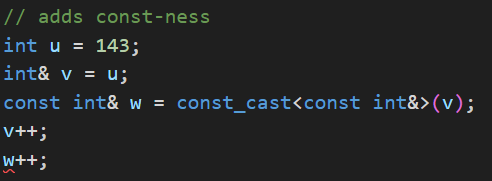 // adds const-ness
int u = 143;
int& v = u;
const int& w = const_cast<const int&>(v);
v++;
w++;